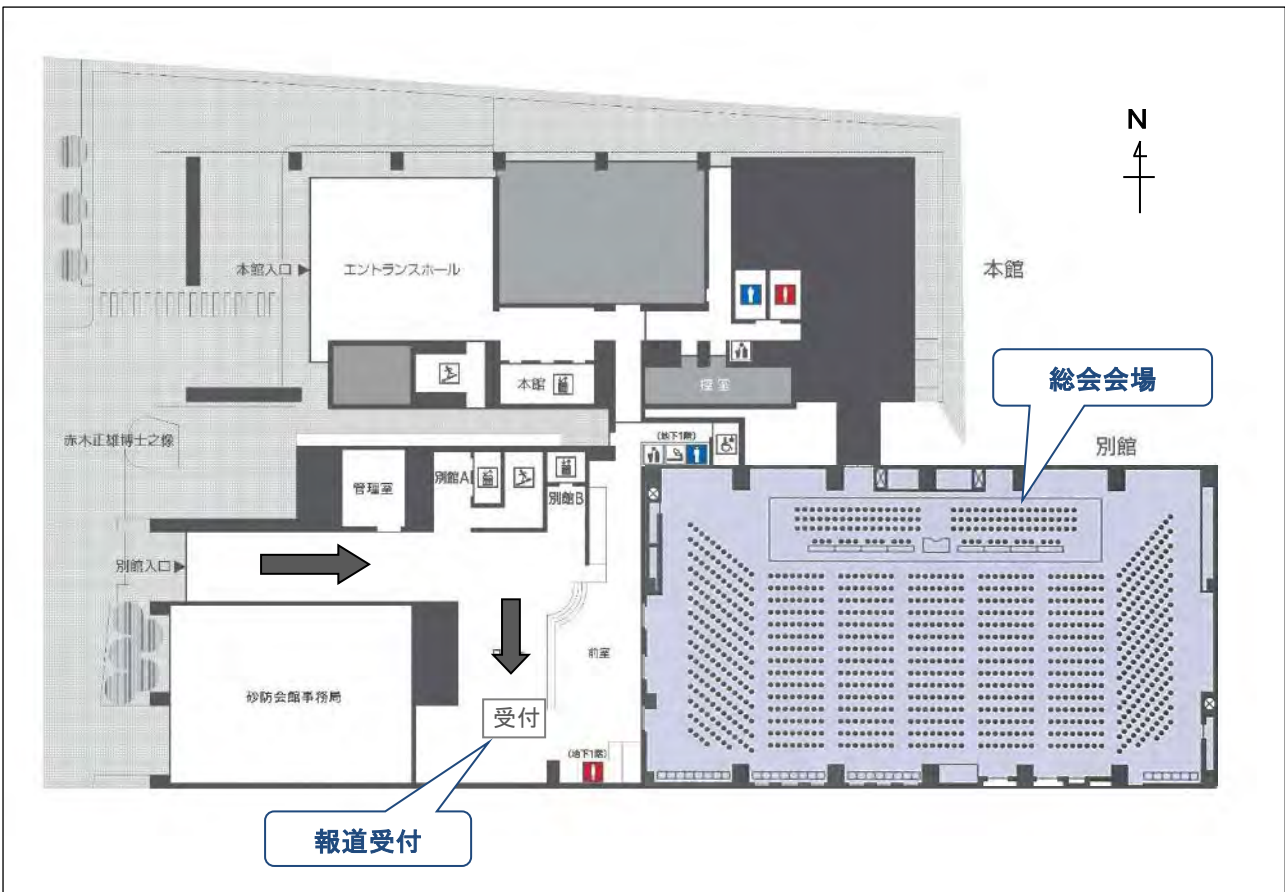 N
本館入口
エントランスホール
本館
総会会場
本館
控室
赤木正雄博士之像
(地下1階)
別館
管理室
別館A
別館B
別館入口
前室
砂防会館事務局
受付
(地下1階)
報道受付